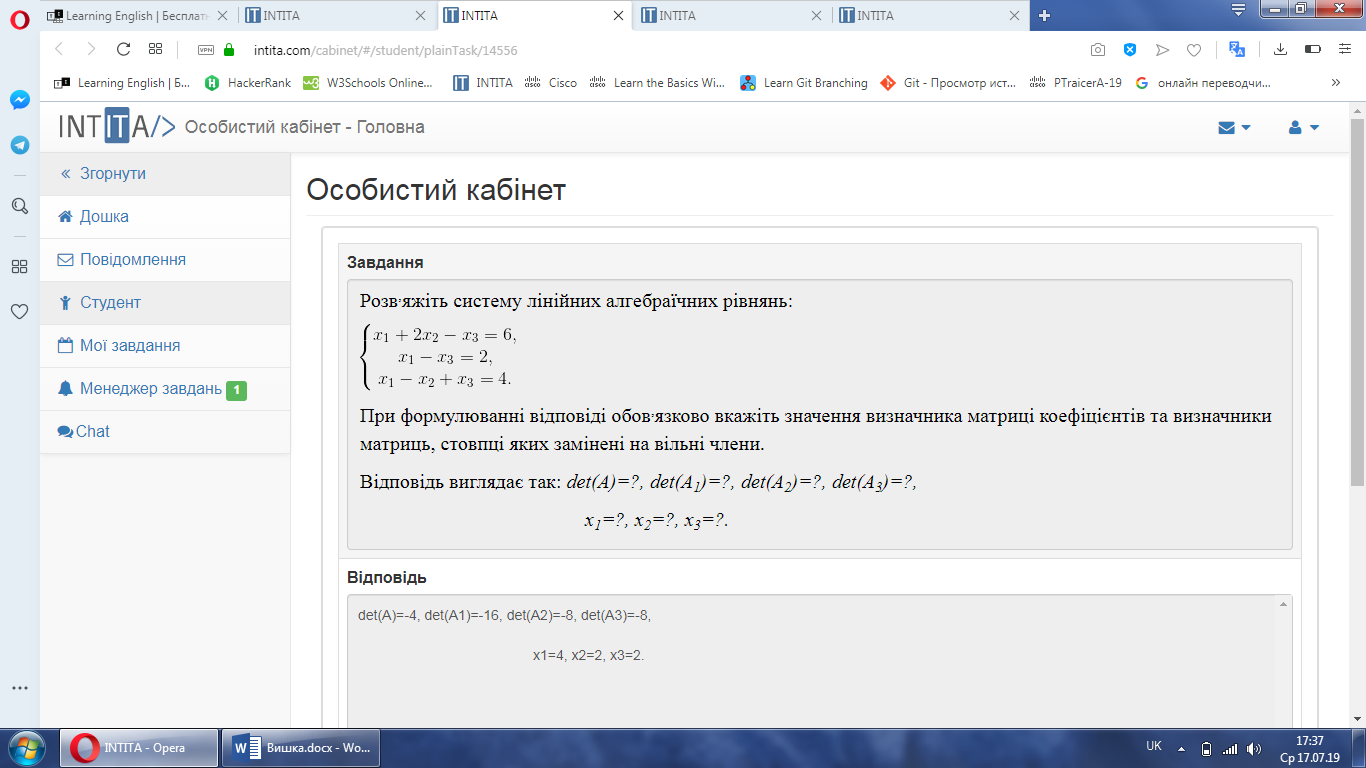 Learning English | Бесплатн
INTITA
INTITA
INTITA
INTITA
VPN
intita.com/cabinet/#/student/plainTask/14556
Learning English | Б...
HackerRank
W3Schools Online...
INTITA
Cisco
Learn the Basics Wi...
Learn Git Branching
Git - Просмотр ист...
PTraicerA-19
онлайн переводчи...
INTITA/> Особистий кабінет - Головна
Згорнути
Дошка
Повідомлення
Студент
Мої завдання
Менеджер завдань 1
Chat
Особистий кабінет
Завдання
Розв'яжіть систему лінійних алгебраїчних рівнянь:
x₁ + 2x₂ − x₃ = 6,
x₁ − x₃ = 2,
x₁ − x₂ + x₃ = 4.
При формулюванні відповіді обов'язково вкажіть значення визначника матриці коефіцієнтів та визначники
матриць, стовпці яких замінені на вільні члени.
Відповідь виглядає так: det(A)=?, det(A₁)=?, det(A₂)=?, det(A₃)=?,
x₁=?, x₂=?, x₃=?.
Відповідь
det(A)=-4, det(A1)=-16, det(A2)=-8, det(A3)=-8,
x1=4, x2=2, x3=2.
INTITA - Opera
Вишка.docx - Wo...
UK
17:37
Ср 17.07.19